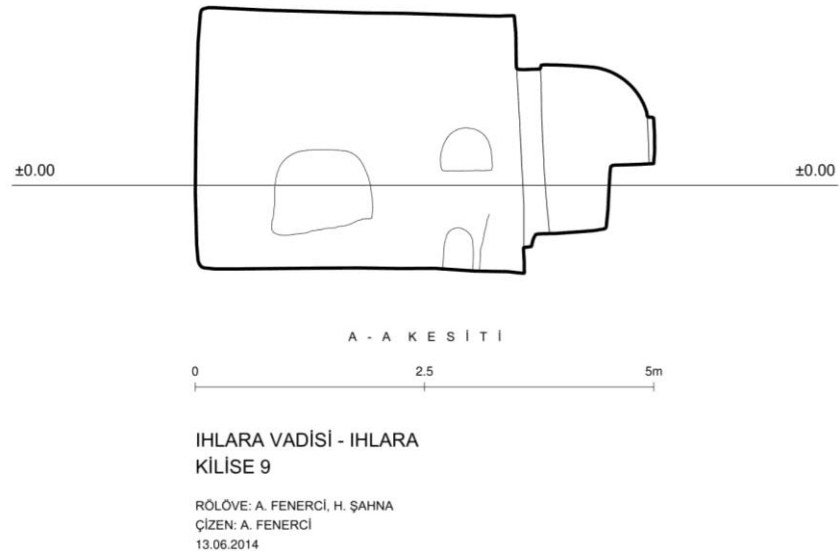 ±0.00 ±0.00
A - A K E S İ T İ
0 2.5 5m
IHLARA VADİSİ - IHLARA
KİLİSE 9
RÖLÖVE: A. FENERCİ, H. ŞAHNA
ÇİZEN: A. FENERCİ
13.06.2014